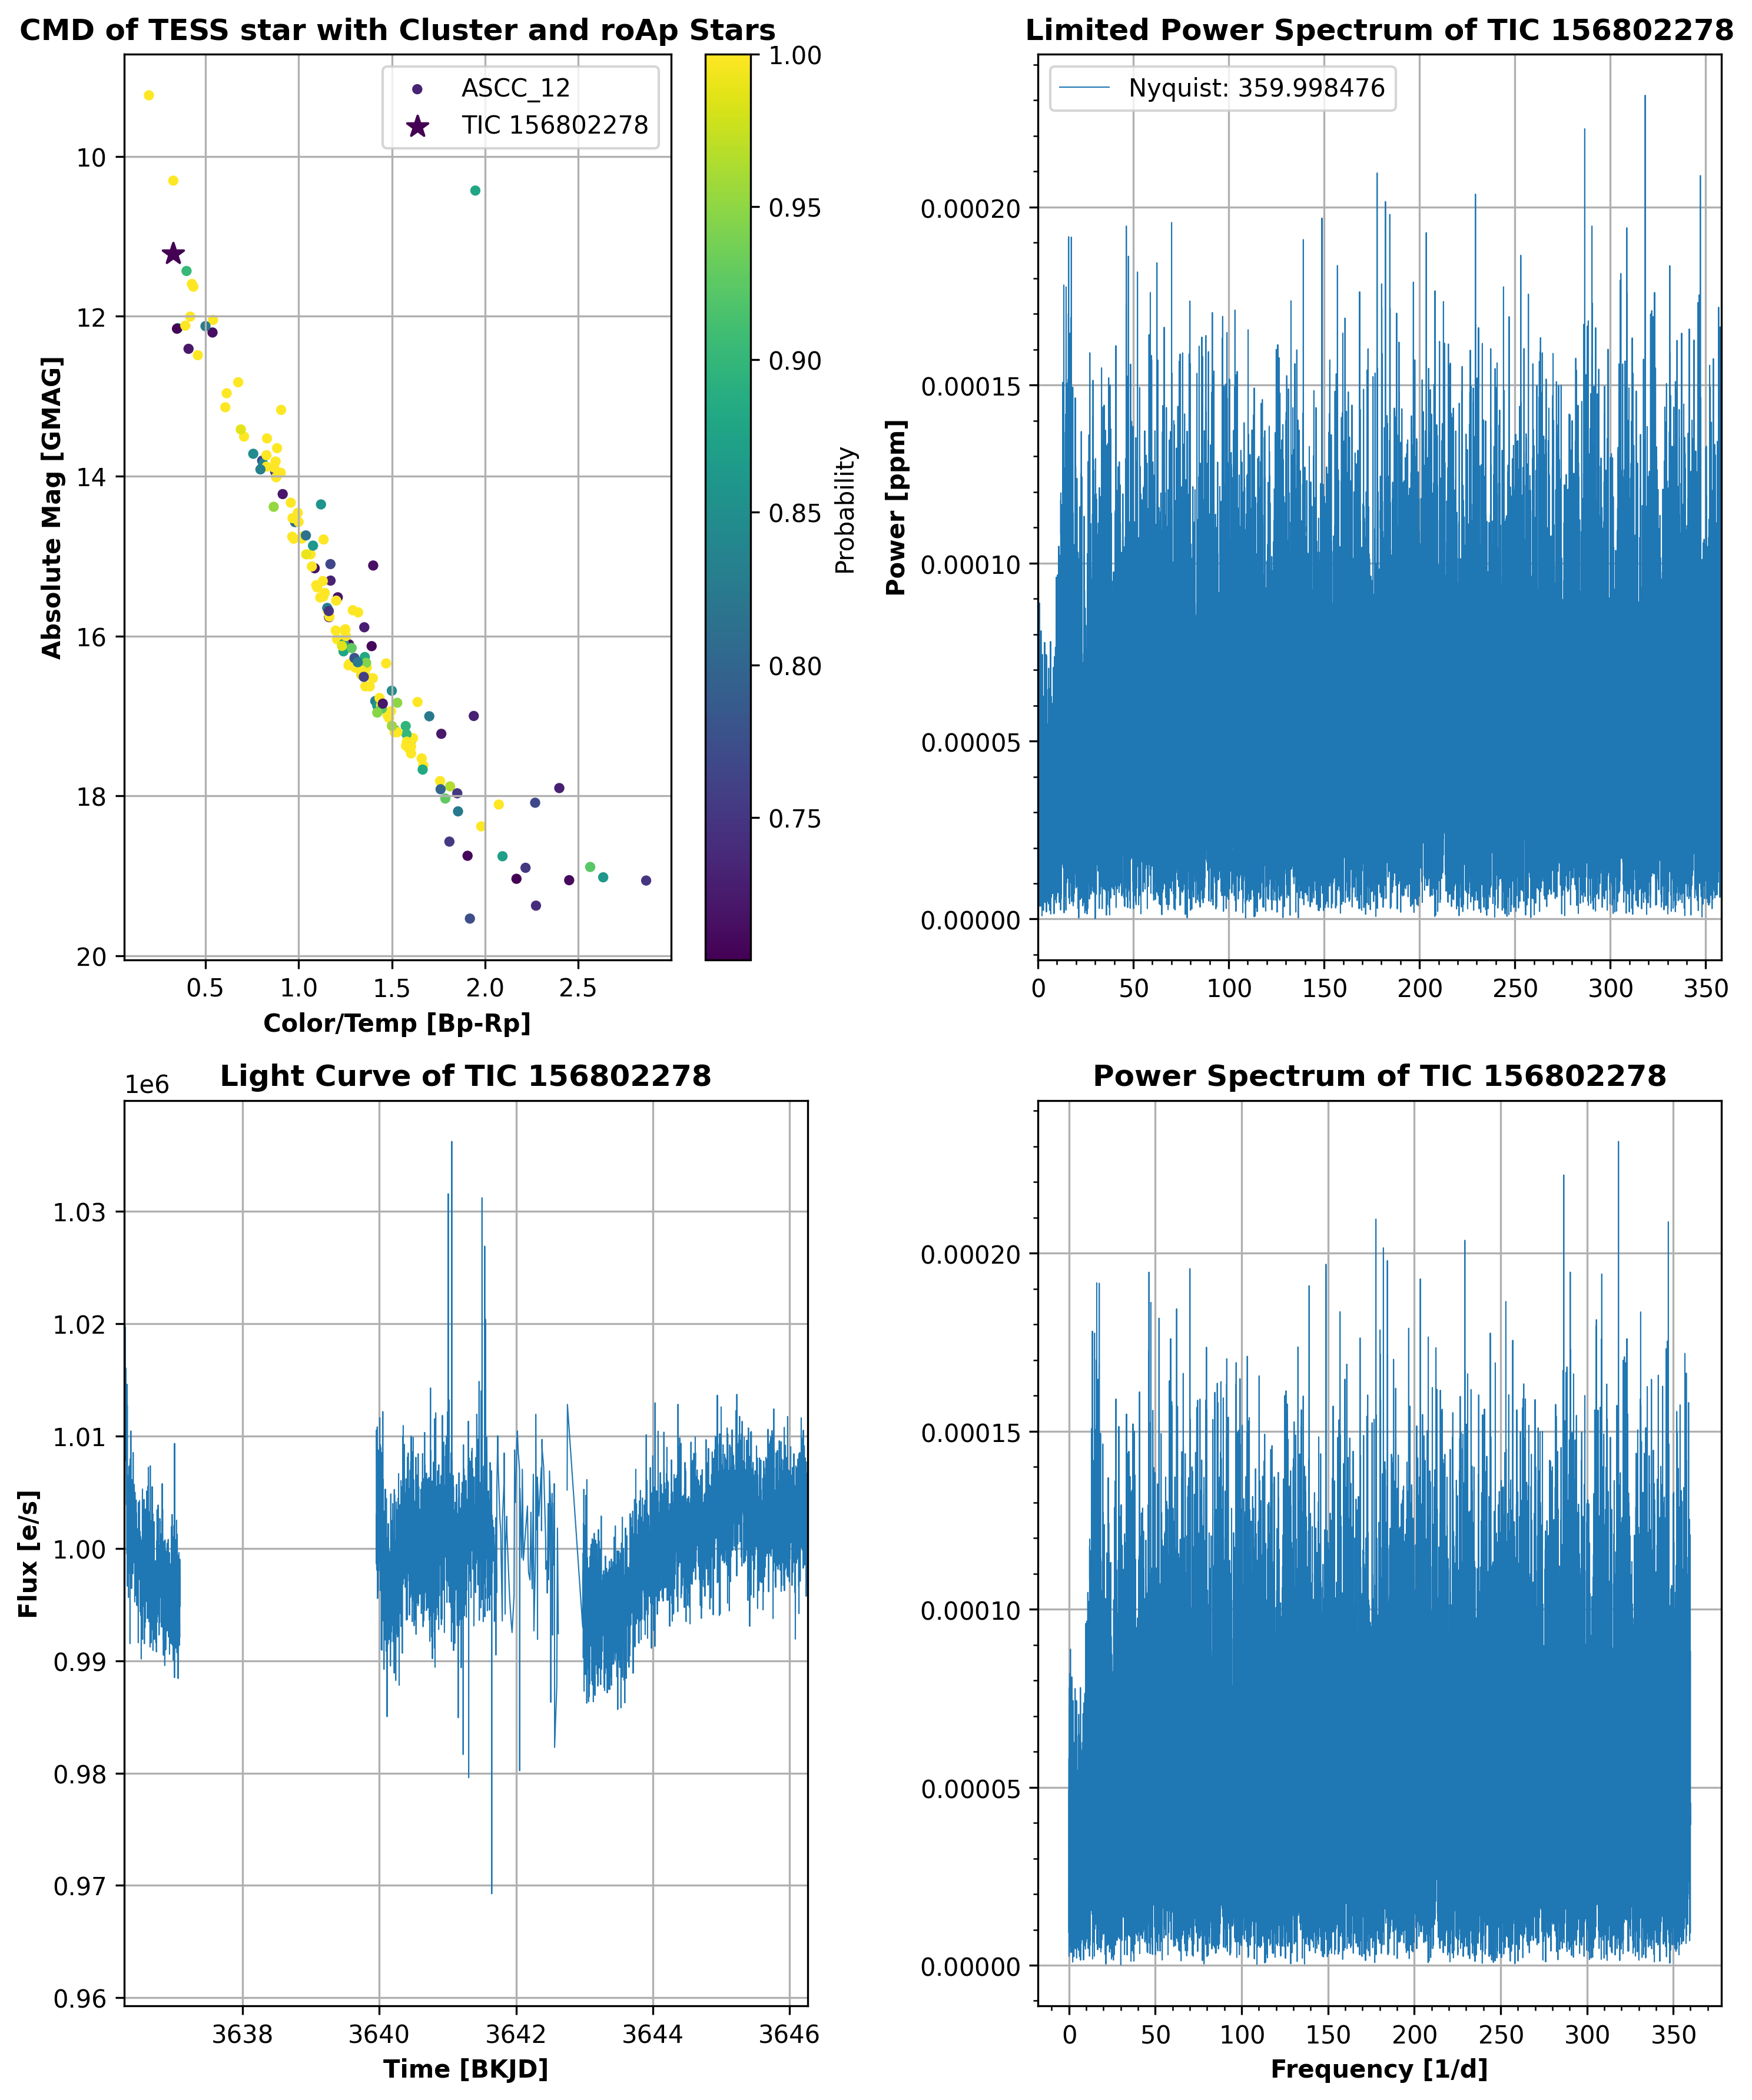 CMD of TESS star with Cluster and roAp Stars
ASCC_12
TIC 156802278
10
12
14
16
18
20
Absolute Mag [GMAG]
0.5 1.0 1.5 2.0 2.5
Color/Temp [Bp-Rp]
1.00
0.95
0.90
0.85
0.80
0.75
Probability
Limited Power Spectrum of TIC 156802278
Nyquist: 359.998476
0.00020
0.00015
0.00010
0.00005
0.00000
Power [ppm]
0 50 100 150 200 250 300 350
Light Curve of TIC 156802278
1e6
1.03
1.02
1.01
1.00
0.99
0.98
0.97
0.96
Flux [e/s]
3638 3640 3642 3644 3646
Time [BKJD]
Power Spectrum of TIC 156802278
0.00020
0.00015
0.00010
0.00005
0.00000
0 50 100 150 200 250 300 350
Frequency [1/d]